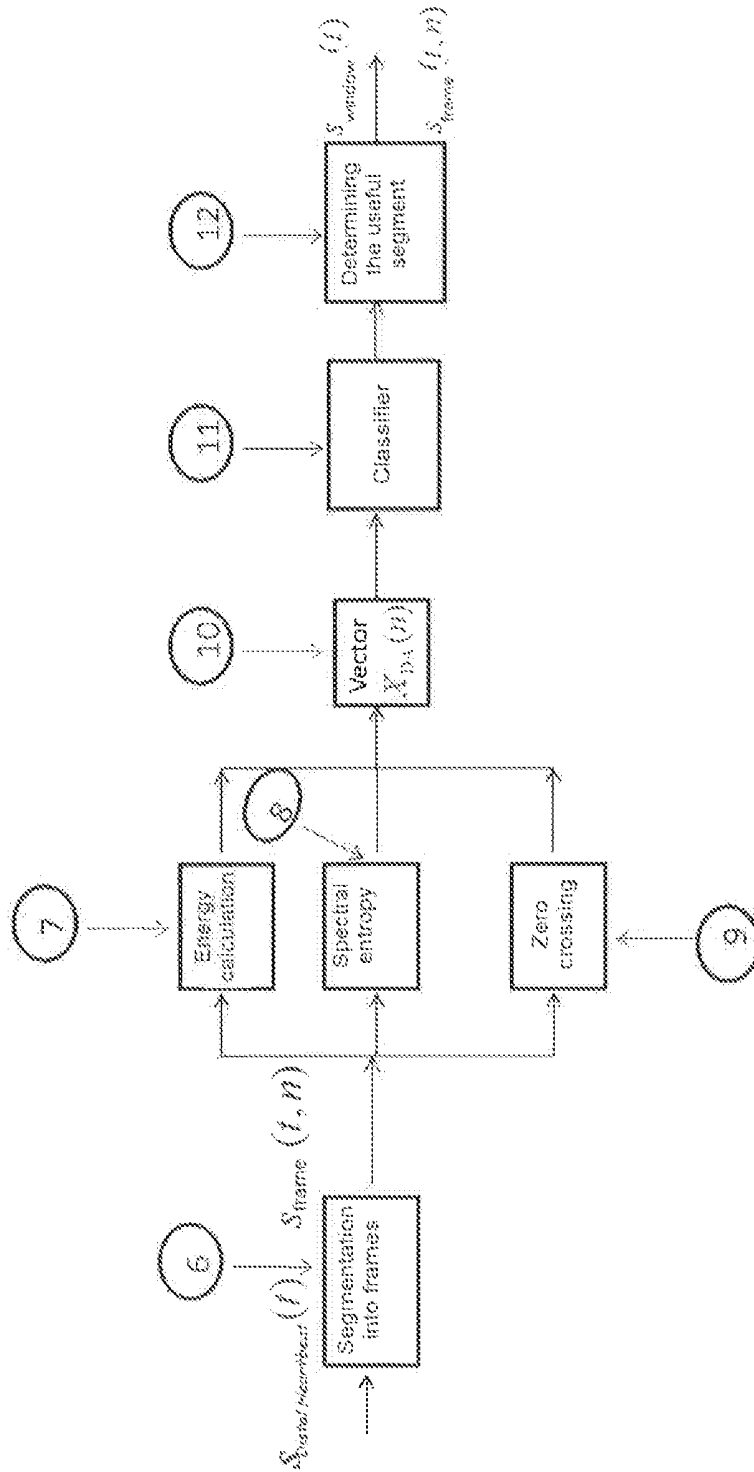 6
7
8
9
10
11
12
Segmentation
into frames
S_frame (t, n)
Energy
calculation
Spectral
entropy
Zero
crossing
Vector
X_DA (n)
Classifier
Determining
the useful
segment
S_window (t)
S_frame (t, n)